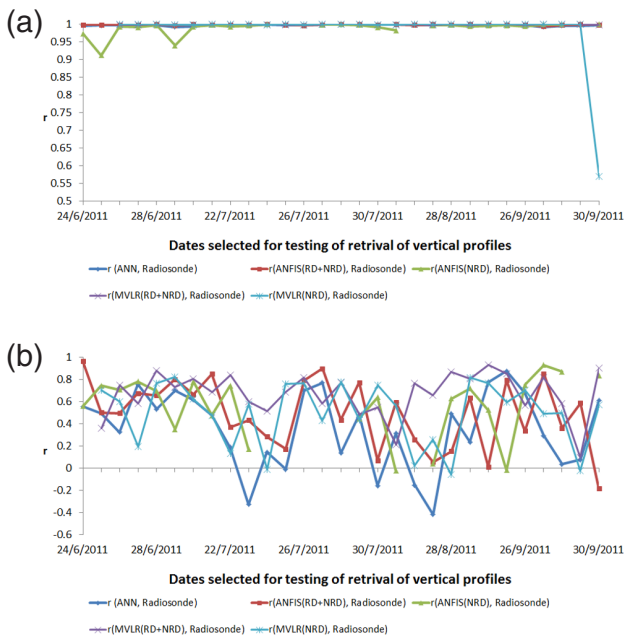 (a)
1
0.95
0.9
0.85
0.8
0.75
r
0.7
0.65
0.6
0.55
0.5
24/6/2011 28/6/2011 22/7/2011 26/7/2011 30/7/2011 28/8/2011 26/9/2011 30/9/2011
Dates selected for testing of retrival of vertical profiles
r (ANN, Radiosonde) r(ANFIS(RD+NRD), Radiosonde) r(ANFIS(NRD), Radiosonde)
r(MVLR(RD+NRD), Radiosonde) r(MVLR(NRD), Radiosonde)
(b)
1
0.8
0.6
0.4
r
0.2
0
-0.2
-0.4
-0.6
24/6/2011 28/6/2011 22/7/2011 26/7/2011 30/7/2011 28/8/2011 26/9/2011 30/9/2011
Dates selected for testing of retrival of vertical profiles
r (ANN, Radiosonde) r(ANFIS(RD+NRD), Radiosonde) r(ANFIS(NRD), Radiosonde)
r(MVLR(RD+NRD), Radiosonde) r(MVLR(NRD), Radiosonde)